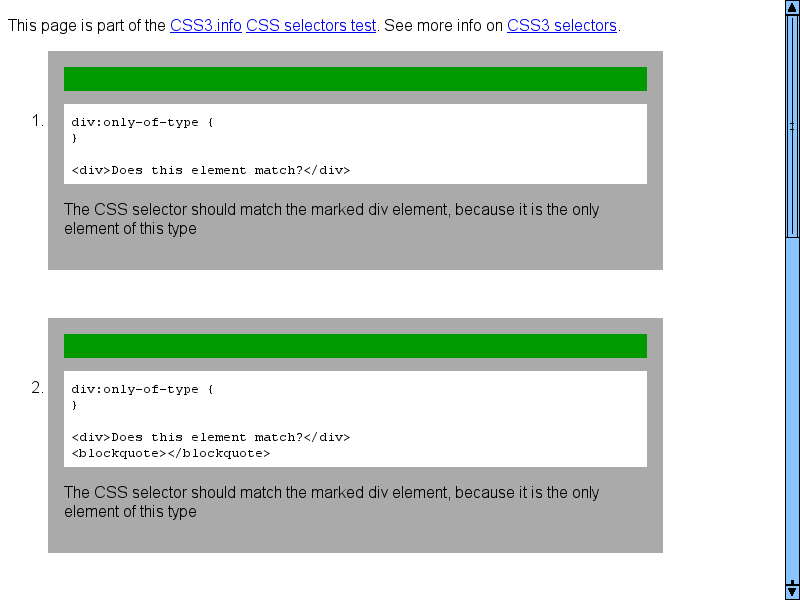 This page is part of the CSS3.info CSS selectors test. See more info on CSS3 selectors.
1.
div:only-of-type {
}
<div>Does this element match?</div>
The CSS selector should match the marked div element, because it is the only
element of this type
2.
div:only-of-type {
}
<div>Does this element match?</div>
<blockquote></blockquote>
The CSS selector should match the marked div element, because it is the only
element of this type